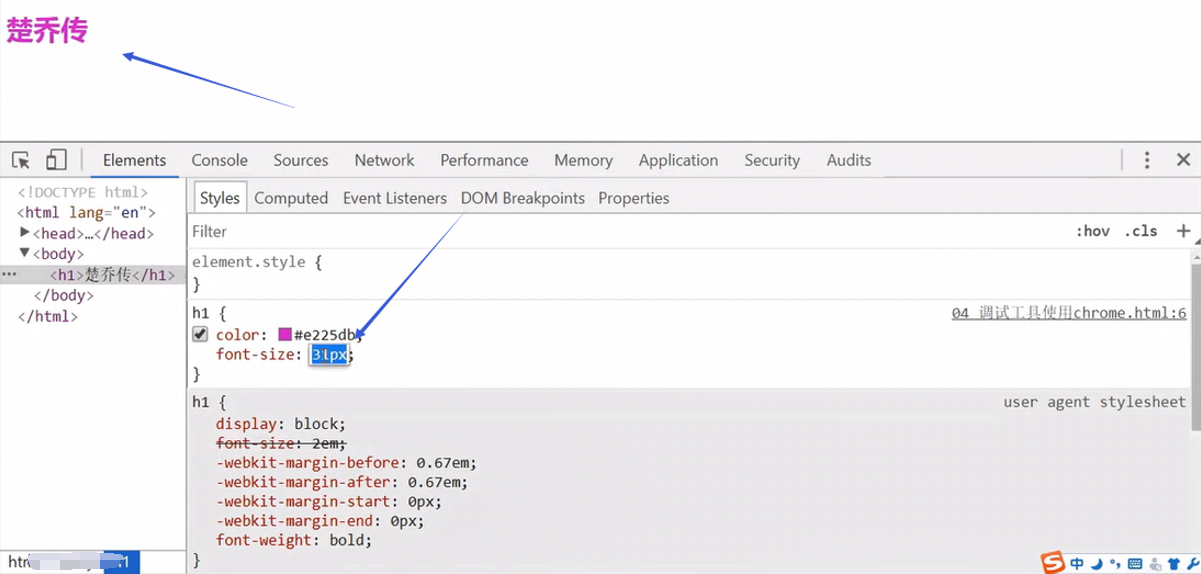 楚乔传
Elements Console Sources Network Performance Memory Application Security Audits
<!DOCTYPE html>
<html lang="en">
<head>…</head>
<body>
<h1>楚乔传</h1>
</body>
</html>
Styles Computed Event Listeners DOM Breakpoints Properties
Filter :hov .cls +
element.style {
}
h1 { 04 调试工具使用chrome.html:6
color: #e225db;
font-size: 31px;
}
h1 { user agent stylesheet
display: block;
font-size: 2em;
-webkit-margin-before: 0.67em;
-webkit-margin-after: 0.67em;
-webkit-margin-start: 0px;
-webkit-margin-end: 0px;
font-weight: bold;
}
中